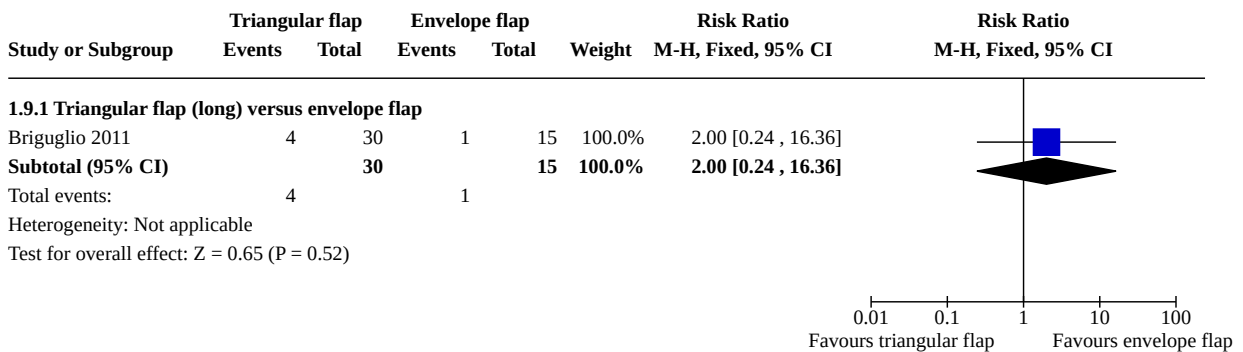 Triangular flap Envelope flap Risk Ratio Risk Ratio
Study or Subgroup Events Total Events Total Weight M-H, Fixed, 95% CI M-H, Fixed, 95% CI
1.9.1 Triangular flap (long) versus envelope flap
Briguglio 2011 4 30 1 15 100.0% 2.00 [0.24 , 16.36]
Subtotal (95% CI) 30 15 100.0% 2.00 [0.24 , 16.36]
Total events: 4 1
Heterogeneity: Not applicable
Test for overall effect: Z = 0.65 (P = 0.52)
0.01 0.1 1 10 100
Favours triangular flap Favours envelope flap